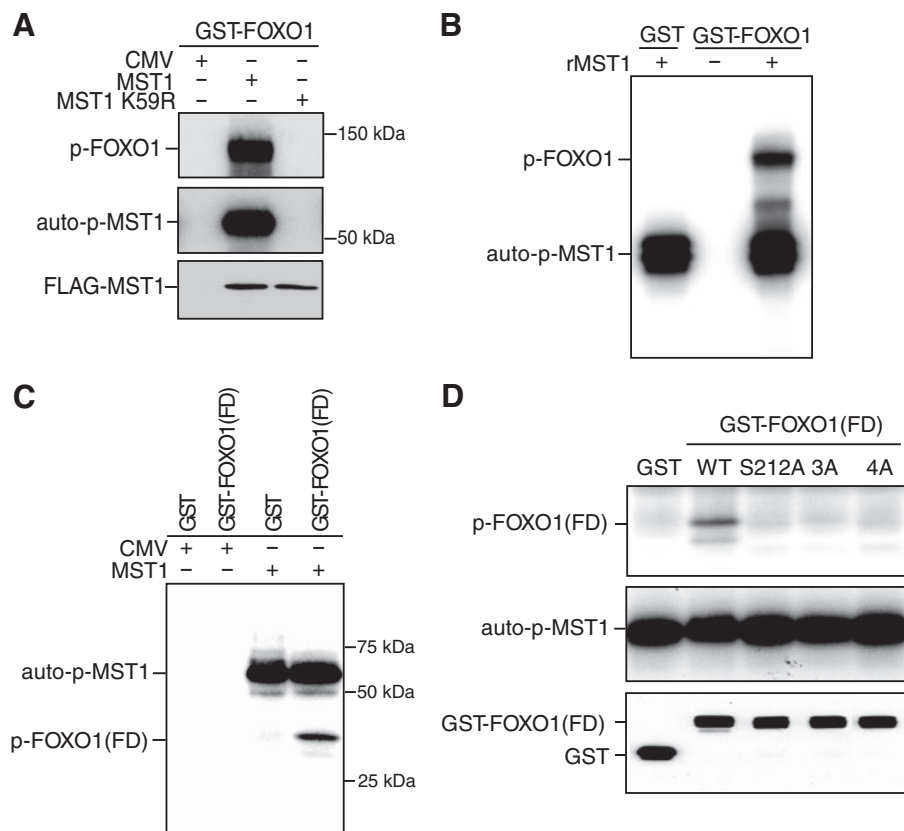 A
GST-FOXO1
CMV + – –
MST1 – + –
MST1 K59R – – +
p-FOXO1
150 kDa
auto-p-MST1
50 kDa
FLAG-MST1
B
GST GST-FOXO1
rMST1 + – +
p-FOXO1
auto-p-MST1
C
GST
GST-FOXO1(FD)
GST
GST-FOXO1(FD)
CMV + + – –
MST1 – – + +
75 kDa
auto-p-MST1
50 kDa
p-FOXO1(FD)
25 kDa
D
GST-FOXO1(FD)
GST WT S212A 3A 4A
p-FOXO1(FD)
auto-p-MST1
GST-FOXO1(FD)
GST